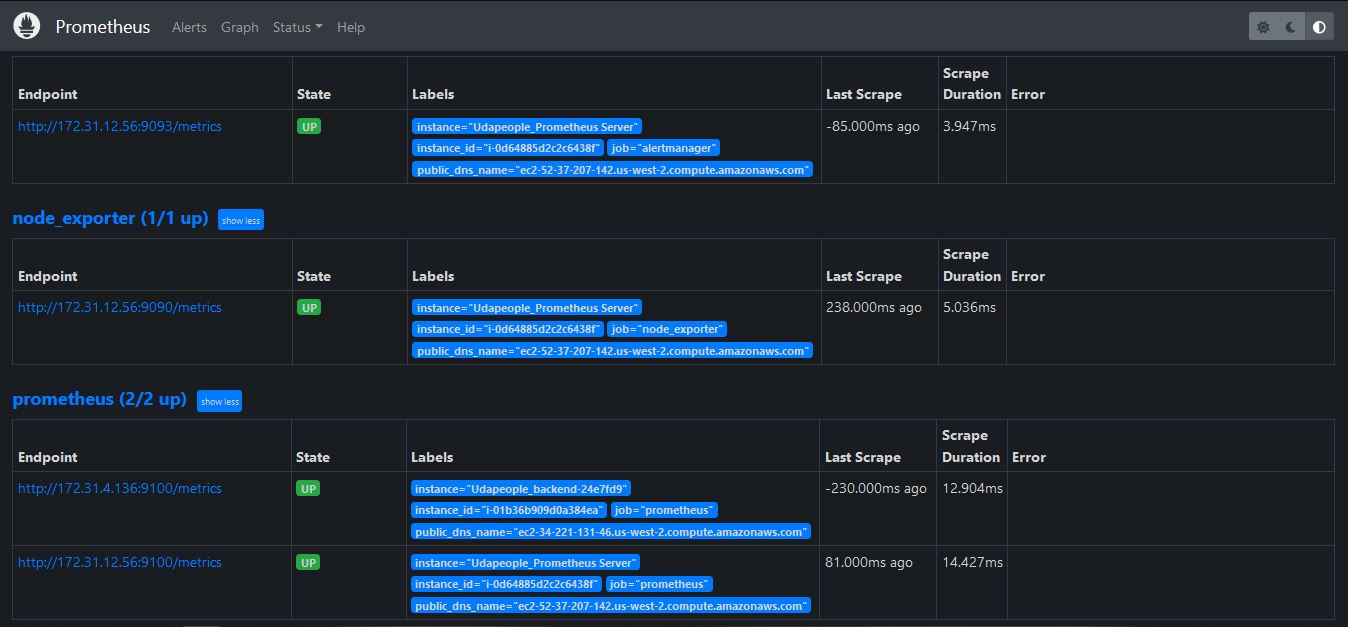 Prometheus Alerts Graph Status Help
Endpoint State Labels Last Scrape Scrape Duration Error
http://172.31.12.56:9093/metrics UP instance="Udapeople_Prometheus Server" -85.000ms ago 3.947ms
instance_id="i-0d64885d2c2c6438f" job="alertmanager"
public_dns_name="ec2-52-37-207-142.us-west-2.compute.amazonaws.com"
node_exporter (1/1 up) show less
Endpoint State Labels Last Scrape Scrape Duration Error
http://172.31.12.56:9090/metrics UP instance="Udapeople_Prometheus Server" 238.000ms ago 5.036ms
instance_id="i-0d64885d2c2c6438f" job="node_exporter"
public_dns_name="ec2-52-37-207-142.us-west-2.compute.amazonaws.com"
prometheus (2/2 up) show less
Endpoint State Labels Last Scrape Scrape Duration Error
http://172.31.4.136:9100/metrics UP instance="Udapeople_backend-24e7fd9" -230.000ms ago 12.904ms
instance_id="i-01b36b909d0a384ea" job="prometheus"
public_dns_name="ec2-34-221-131-46.us-west-2.compute.amazonaws.com"
http://172.31.12.56:9100/metrics UP instance="Udapeople_Prometheus Server" 81.000ms ago 14.427ms
instance_id="i-0d64885d2c2c6438f" job="prometheus"
public_dns_name="ec2-52-37-207-142.us-west-2.compute.amazonaws.com"